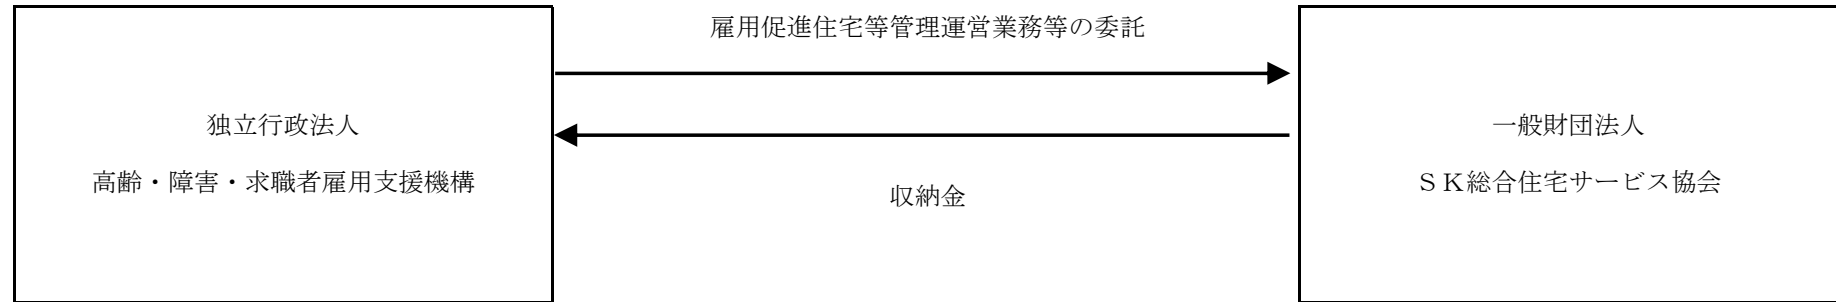 雇用促進住宅等管理運営業務等の委託
独立行政法人
高齢・障害・求職者雇用支援機構
収納金
一般財団法人
ＳＫ総合住宅サービス協会